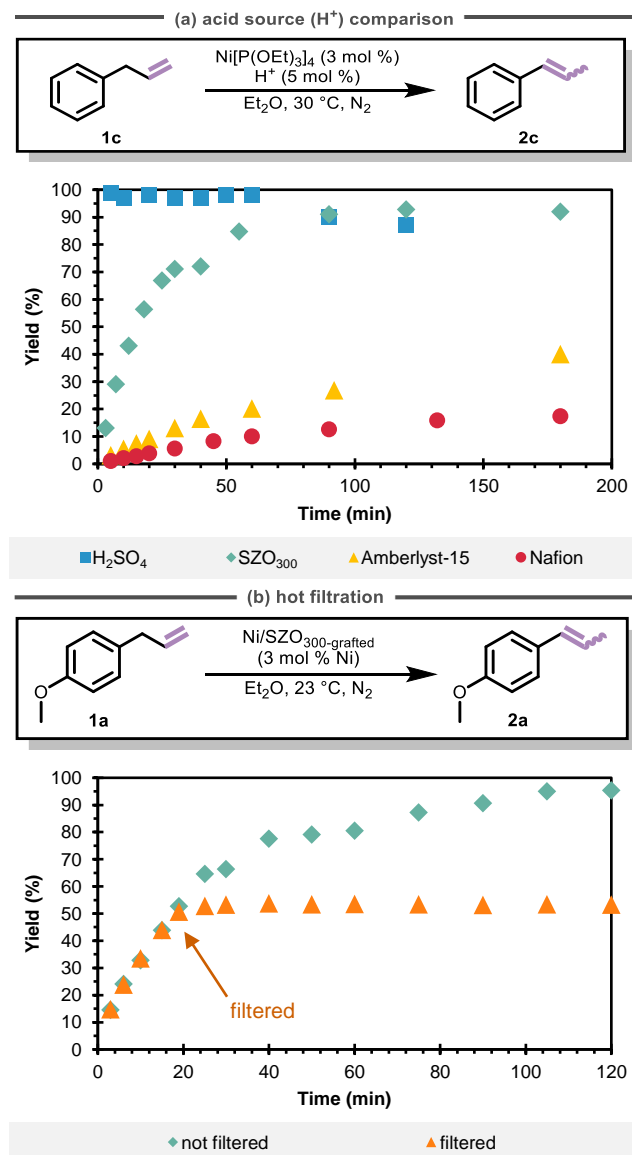 (a) acid source (H⁺) comparison
Ni[P(OEt)₃]₄ (3 mol %)
H⁺ (5 mol %)
Et₂O, 30 °C, N₂
1c
2c
100
90
80
70
60
50
40
30
20
10
0
Yield (%)
0 50 100 150 200
Time (min)
H₂SO₄ SZO₃₀₀ Amberlyst-15 Nafion
(b) hot filtration
Ni/SZO₃₀₀₋grafted
(3 mol % Ni)
Et₂O, 23 °C, N₂
O
O
1a
2a
100
90
80
70
60
50
40
30
20
10
0
Yield (%)
filtered
0 20 40 60 80 100 120
Time (min)
not filtered filtered